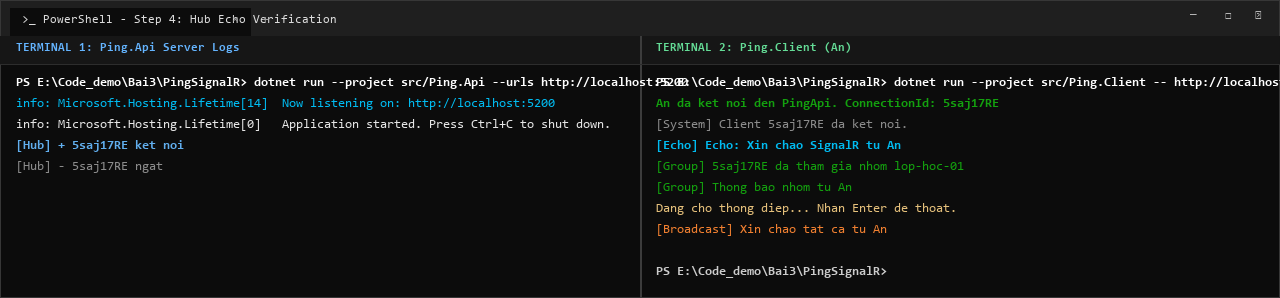 >_ PowerShell - Step 4: Hub Echo Verification
TERMINAL 1: Ping.Api Server Logs
PS E:\Code_demo\Bai3\PingSignalR> dotnet run --project src/Ping.Api --urls http://localhost:5200
info: Microsoft.Hosting.Lifetime[14]  Now listening on: http://localhost:5200
info: Microsoft.Hosting.Lifetime[0]   Application started. Press Ctrl+C to shut down.
[Hub] + 5saj17RE ket noi
[Hub] - 5saj17RE ngat
TERMINAL 2: Ping.Client (An)
PS E:\Code_demo\Bai3\PingSignalR> dotnet run --project src/Ping.Client -- http://localhost
An da ket noi den PingApi. ConnectionId: 5saj17RE
[System] Client 5saj17RE da ket noi.
[Echo] Echo: Xin chao SignalR tu An
[Group] 5saj17RE da tham gia nhom lop-hoc-01
[Group] Thong bao nhom tu An
Dang cho thong diep... Nhan Enter de thoat.
[Broadcast] Xin chao tat ca tu An
PS E:\Code_demo\Bai3\PingSignalR>